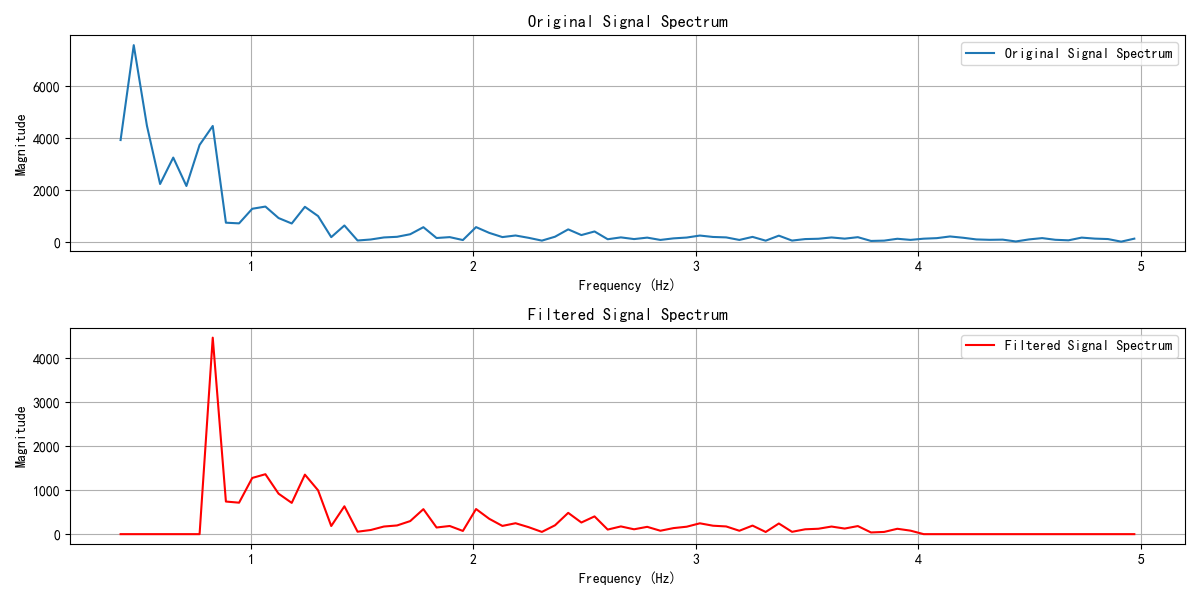 Original Signal Spectrum
Original Signal Spectrum
Magnitude
6000
4000
2000
0
1 2 3 4 5
Frequency (Hz)
Filtered Signal Spectrum
Filtered Signal Spectrum
Magnitude
4000
3000
2000
1000
0
1 2 3 4 5
Frequency (Hz)